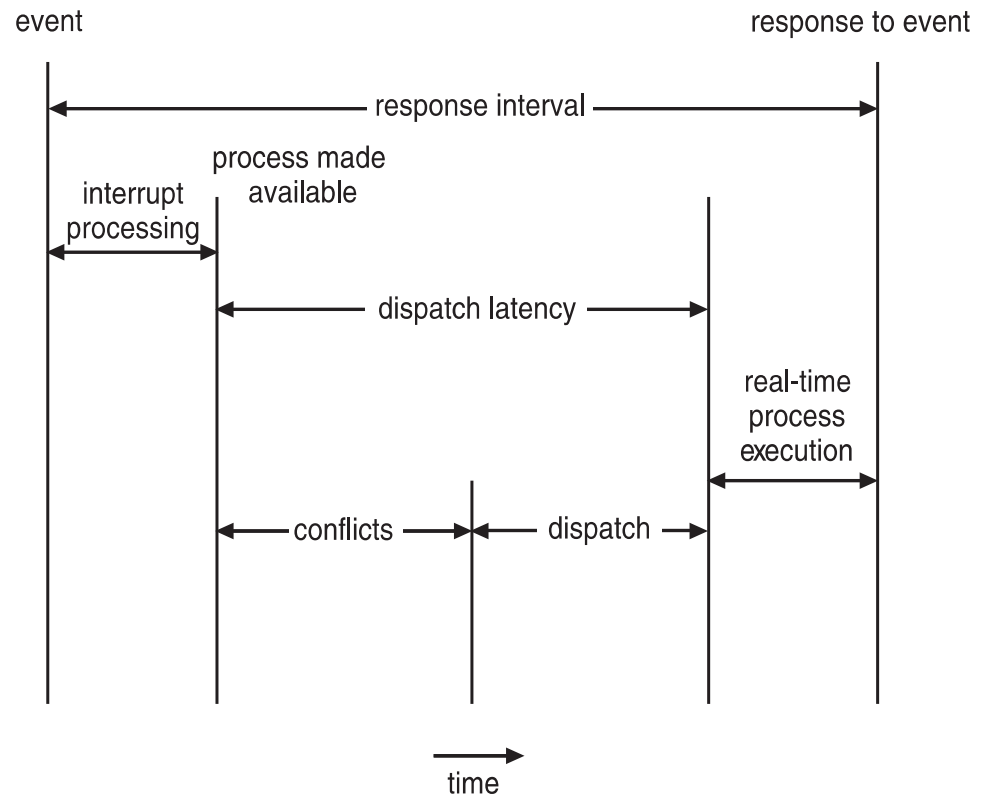 event
response to event
response interval
process made
available
interrupt
processing
dispatch latency
real-time
process
execution
conflicts
dispatch
time